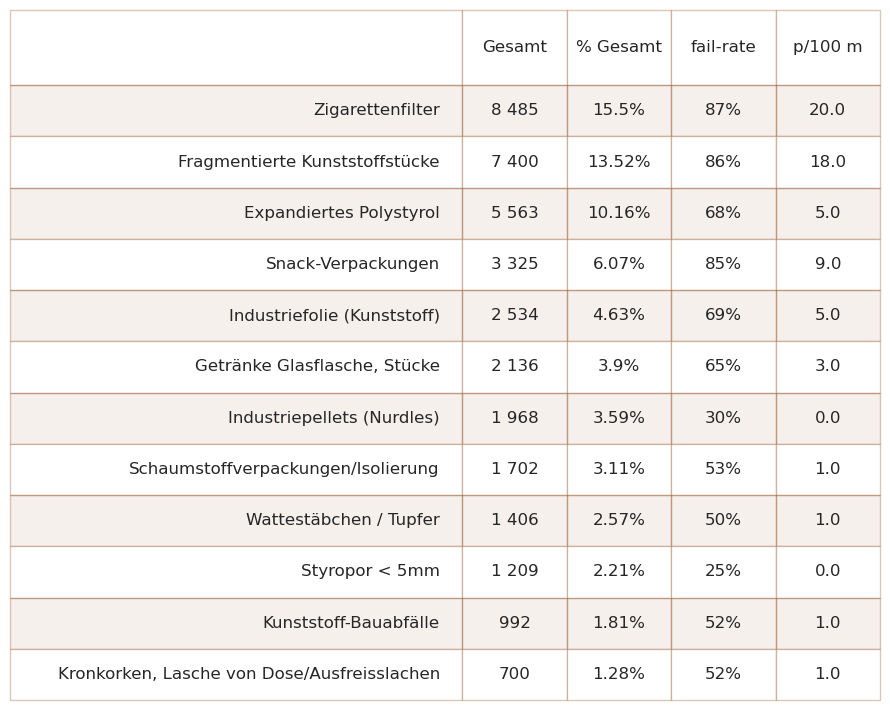 Gesamt % Gesamt fail-rate p/100 m
Zigarettenfilter 8 485 15.5% 87% 20.0
Fragmentierte Kunststoffstücke 7 400 13.52% 86% 18.0
Expandiertes Polystyrol 5 563 10.16% 68% 5.0
Snack-Verpackungen 3 325 6.07% 85% 9.0
Industriefolie (Kunststoff) 2 534 4.63% 69% 5.0
Getränke Glasflasche, Stücke 2 136 3.9% 65% 3.0
Industriepellets (Nurdles) 1 968 3.59% 30% 0.0
Schaumstoffverpackungen/Isolierung 1 702 3.11% 53% 1.0
Wattestäbchen / Tupfer 1 406 2.57% 50% 1.0
Styropor < 5mm 1 209 2.21% 25% 0.0
Kunststoff-Bauabfälle 992 1.81% 52% 1.0
Kronkorken, Lasche von Dose/Ausfreisslachen 700 1.28% 52% 1.0